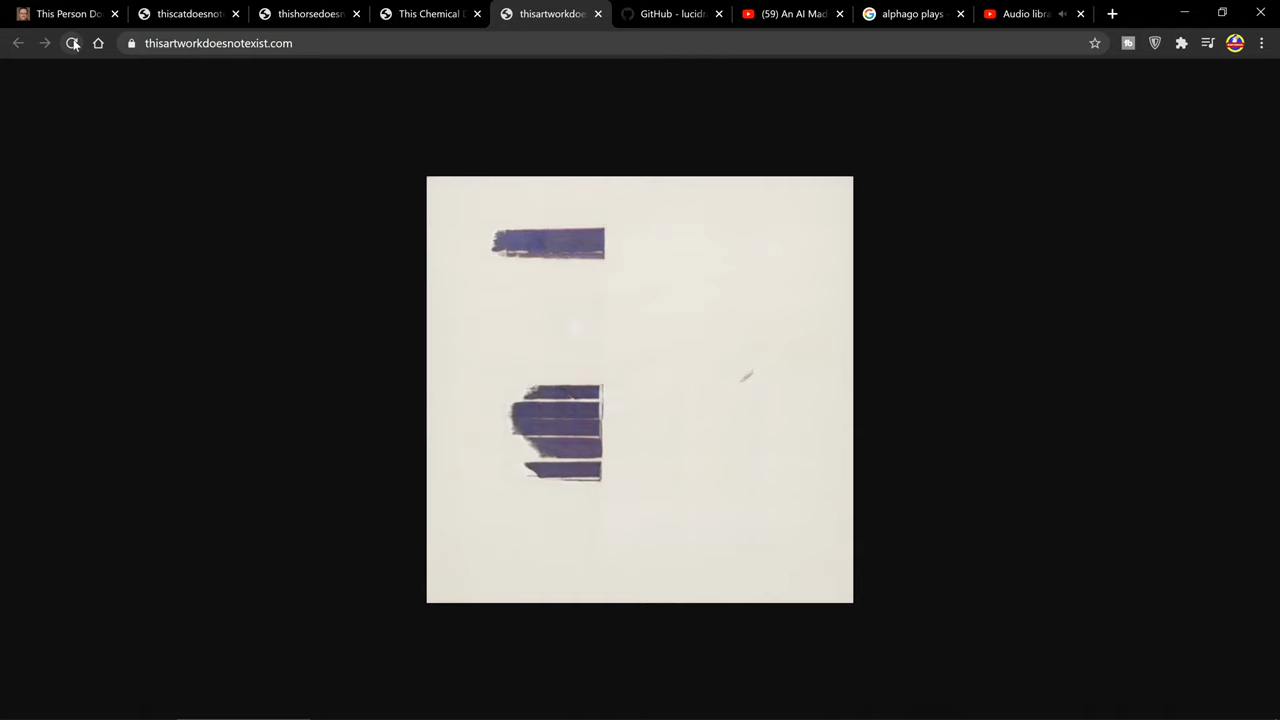 This Person Do
thiscatdoesnot
thishorsedoesn
This Chemical D
thisartworkdoe
GitHub - lucidr
(59) An AI Mad
alphago plays -
Audio libra
thisartworkdoesnotexist.com